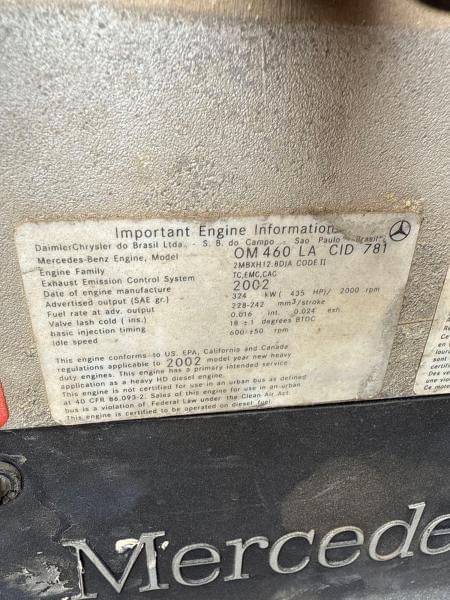 Important Engine Information
DaimlerChrysler do Brasil Ltda. - S. B. do Campo - Sao Paulo - Brasil
Mercedes-Benz Engine, Model OM 460 LA CID 781
Engine Family 2MBXH12.8DJA CODE II
Exhaust Emission Control System TC,EMC,CAC
Date of engine manufacture 2002
Advertised output (SAE gr.) 324 kW ( 435 HP)/ 2000 rpm
Fuel rate at adv. output 228-242 mm³/stroke
Valve lash cold ( ins.) 0.016 int. 0.024 exh.
basic injection timing 18 ±1 degrees BTDC
Idle speed 600 ±50 rpm
This engine conforms to US. EPA, California and Canada
regulations applicable to 2002 model year new heavy
duty engines. This engine has a primary intended service
application as a heavy HD diesel engine.
This engine is not certified for use in an urban bus as defined
at 40 CFR 86.093-2. Sales of this engine for use in an urban
bus is a violation of Federal Law under the Clean Air Act.
This engine is certified to be operated on diesel fuel.
Mercede